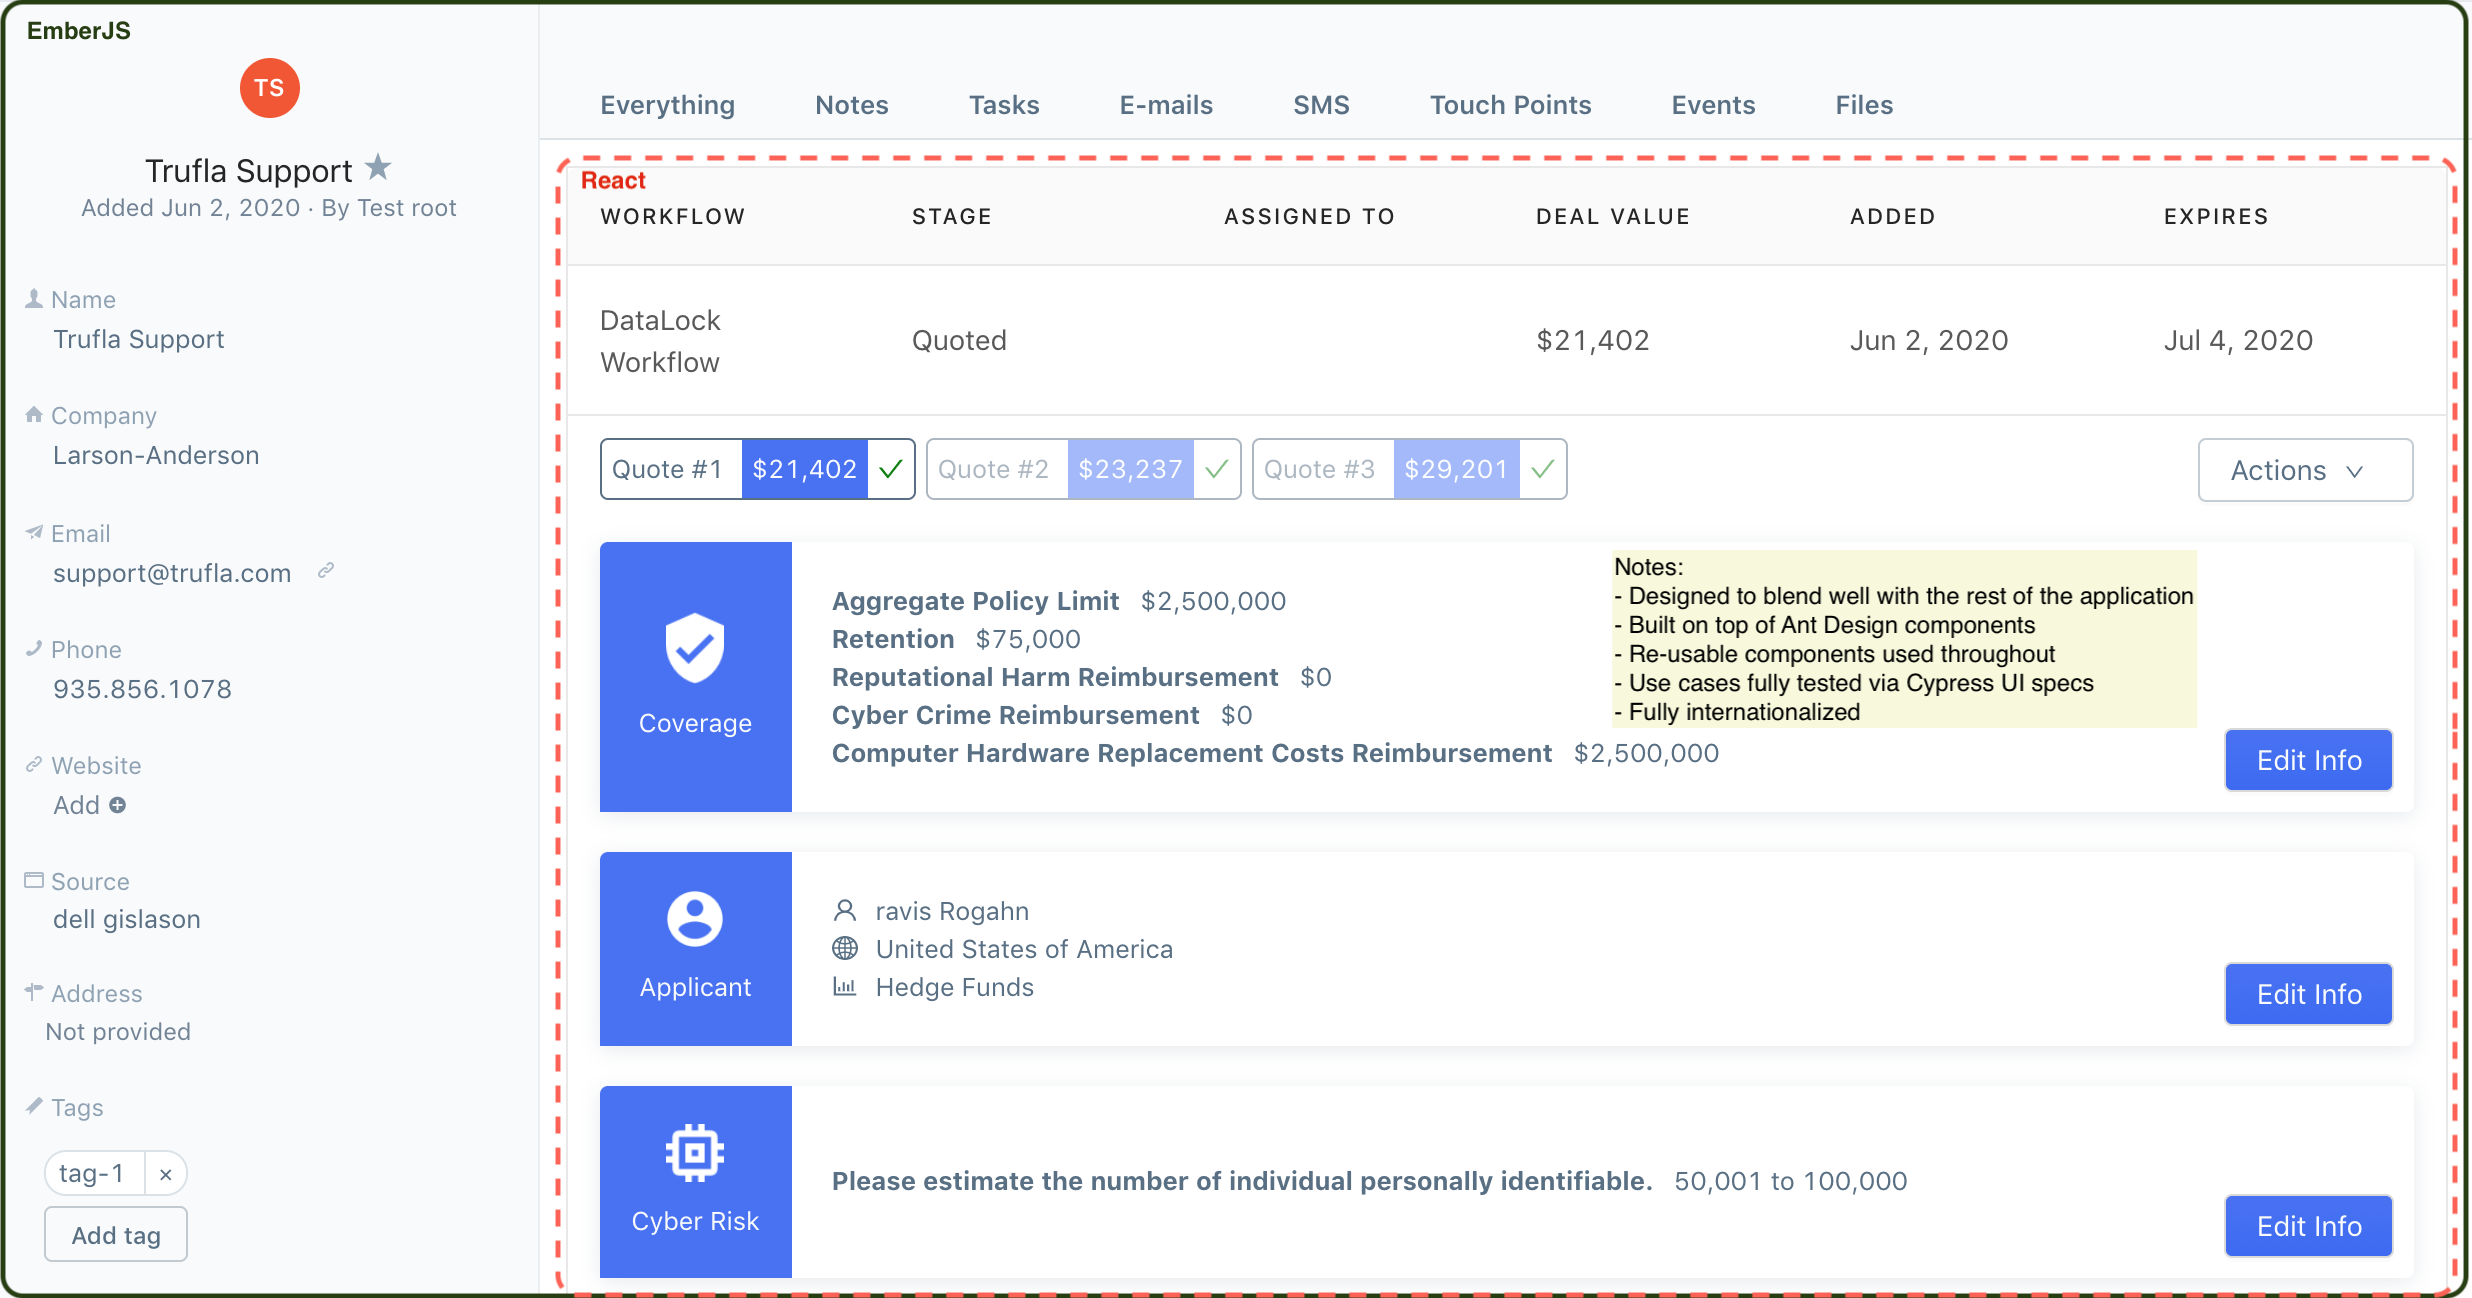 EmberJS
TS
Trufla Support
Added Jun 2, 2020 · By Test root
Name
Trufla Support
Company
Larson-Anderson
Email
support@trufla.com
Phone
935.856.1078
Website
Add
Source
dell gislason
Address
Not provided
Tags
tag-1 ×
Add tag
Everything Notes Tasks E-mails SMS Touch Points Events Files
React
WORKFLOW STAGE ASSIGNED TO DEAL VALUE ADDED EXPIRES
DataLock
Workflow
Quoted $21,402 Jun 2, 2020 Jul 4, 2020
Quote #1 $21,402 Quote #2 $23,237 Quote #3 $29,201 Actions
Coverage
Aggregate Policy Limit $2,500,000
Retention $75,000
Reputational Harm Reimbursement $0
Cyber Crime Reimbursement $0
Computer Hardware Replacement Costs Reimbursement $2,500,000
Notes:
- Designed to blend well with the rest of the application
- Built on top of Ant Design components
- Re-usable components used throughout
- Use cases fully tested via Cypress UI specs
- Fully internationalized
Edit Info
Applicant
ravis Rogahn
United States of America
Hedge Funds
Edit Info
Cyber Risk
Please estimate the number of individual personally identifiable. 50,001 to 100,000
Edit Info